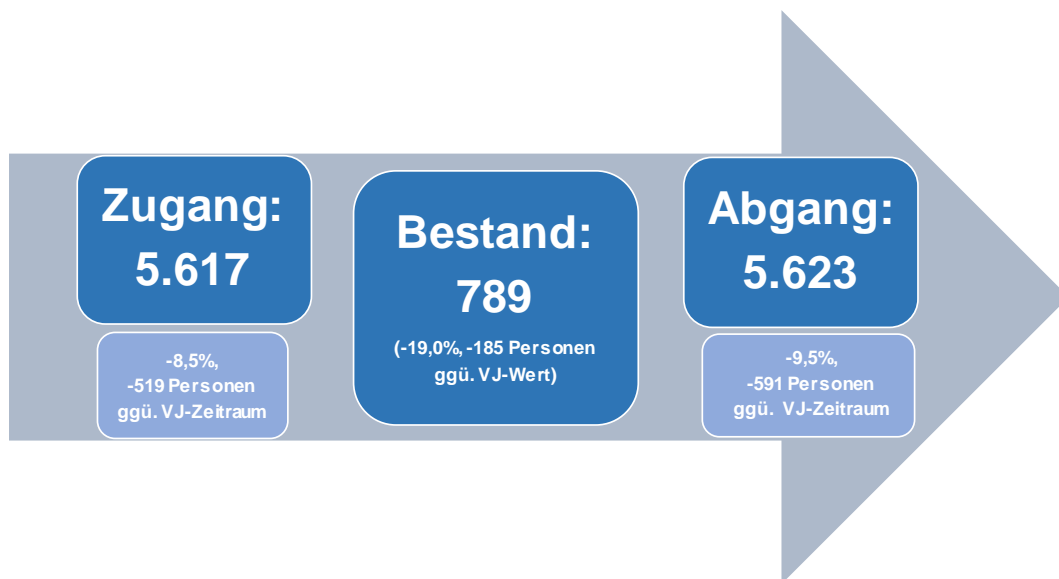 Zugang:
5.617
-8,5%,
-519 Personen
ggü. VJ-Zeitraum
Bestand:
789
(-19,0%, -185 Personen
ggü. VJ-Wert)
Abgang:
5.623
-9,5%,
-591 Personen
ggü. VJ-Zeitraum